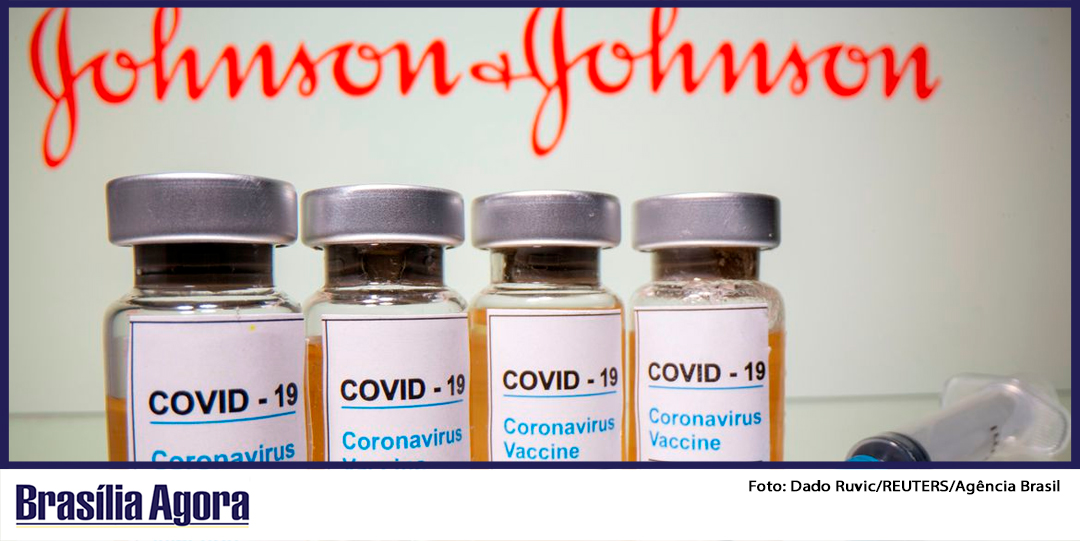 Johnson & Johnson
COVID - 19
Coronavirus
COVID - 19
Coronavirus
COVID - 19
Coronavirus
Vaccine
COVID - 19
Coronavirus
Vaccine
Foto: Dado Ruvic/REUTERS/Agência Brasil
Brasília Agora